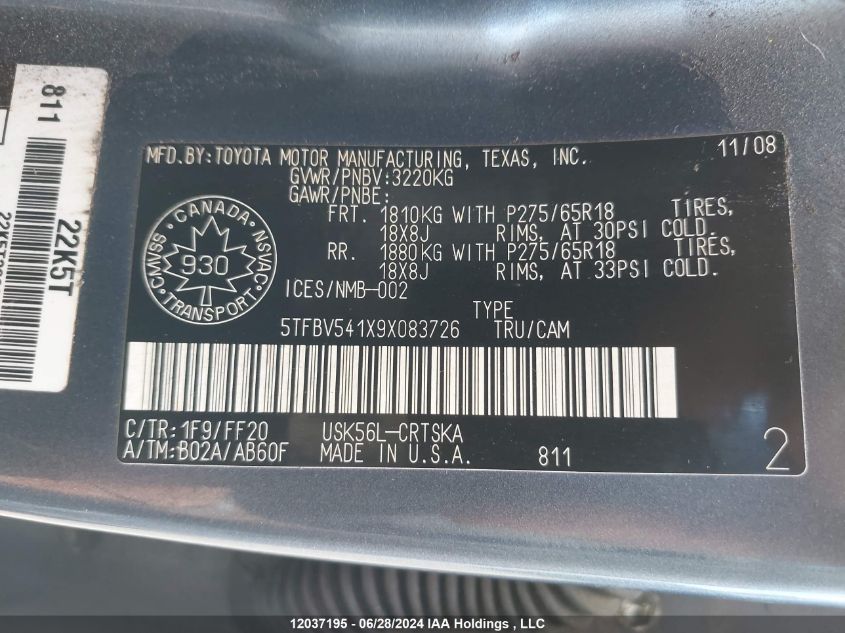 811
22K5T
MFD.BY:TOYOTA MOTOR MANUFACTURING, TEXAS, INC. 11/08
GVWR/PNBV:3220KG
GAWR/PNBE:
FRT. 1810KG WITH P275/65R18 TIRES,
18X8J RIMS, AT 30PSI COLD.
RR. 1880KG WITH P275/65R18 TIRES,
18X8J RIMS, AT 33PSI COLD.
CANADA
CMVSS NSVAC
930
TRANSPORT
ICES/NMB-002
TYPE
5TFBV541X9X083726 TRU/CAM
C/TR:1F9/FF20 USK56L-CRTSKA
A/TM:B02A/AB60F MADE IN U.S.A. 811 2
12037195 - 06/28/2024 IAA Holdings , LLC